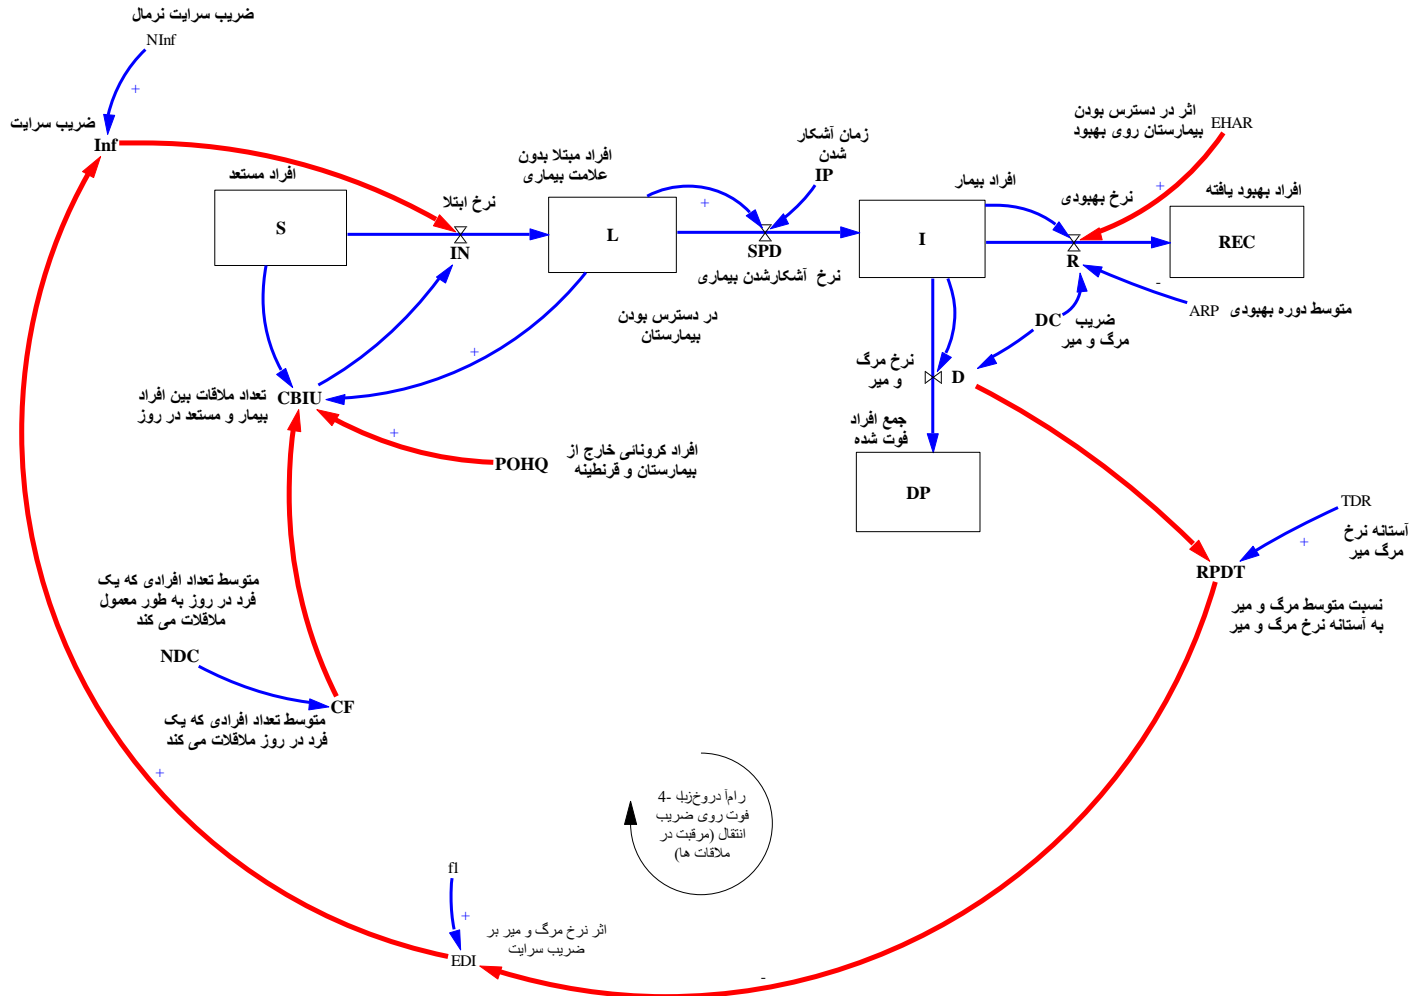 ضریب سرایت نرمال
NInf
ضریب سرایت
Inf
+
افراد مستعد
S
نرخ ابتلا
IN
افراد مبتلا بدون
علامت بیماری
L
+
زمان آشکار
شدن
IP
SPD
نرخ آشکارشدن بیماری
افراد بیمار
I
اثر در دسترس بودن
بیمارستان روی بهبود
EHAR
+
نرخ بهبودی
R
افراد بهبود یافته
REC
-
ARP
متوسط دوره بهبودی
DC
ضریب
مرگ و میر
در دسترس بودن
بیمارستان
+
نرخ مرگ
و میر
D
تعداد ملاقات بین افراد
بیمار و مستعد در روز
CBIU
+
POHQ
افراد کرونائی خارج از
بیمارستان و قرنطینه
جمع افراد
فوت شده
DP
TDR
+
آستانه نرخ
مرگ میر
RPDT
نسبت متوسط مرگ و میر
به آستانه نرخ مرگ و میر
متوسط تعداد افرادی که یک
فرد در روز به طور معمول
ملاقلات می کند
NDC
CF
متوسط تعداد افرادی که یک
فرد در روز ملاقلات می کند
+
4- بلزخورد آمار
فوت روی ضریب
انتقال (مرقبت در
ملاقات ها)
f1
+
اثر نرخ مرگ و میر بر
ضریب سرایت
EDI
-